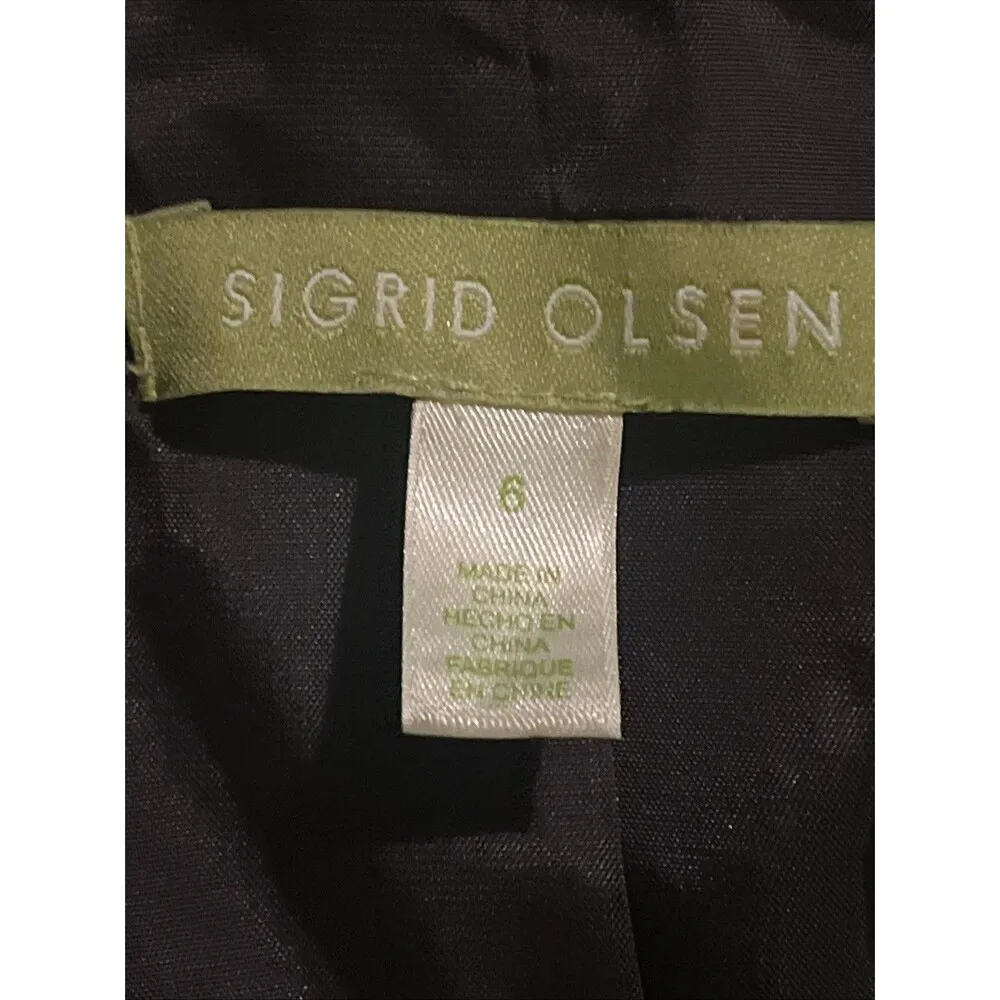 SIGRID OLSEN
6
MADE IN
CHINA
HECHO EN
CHINA
FABRIQUE
EN CHINE